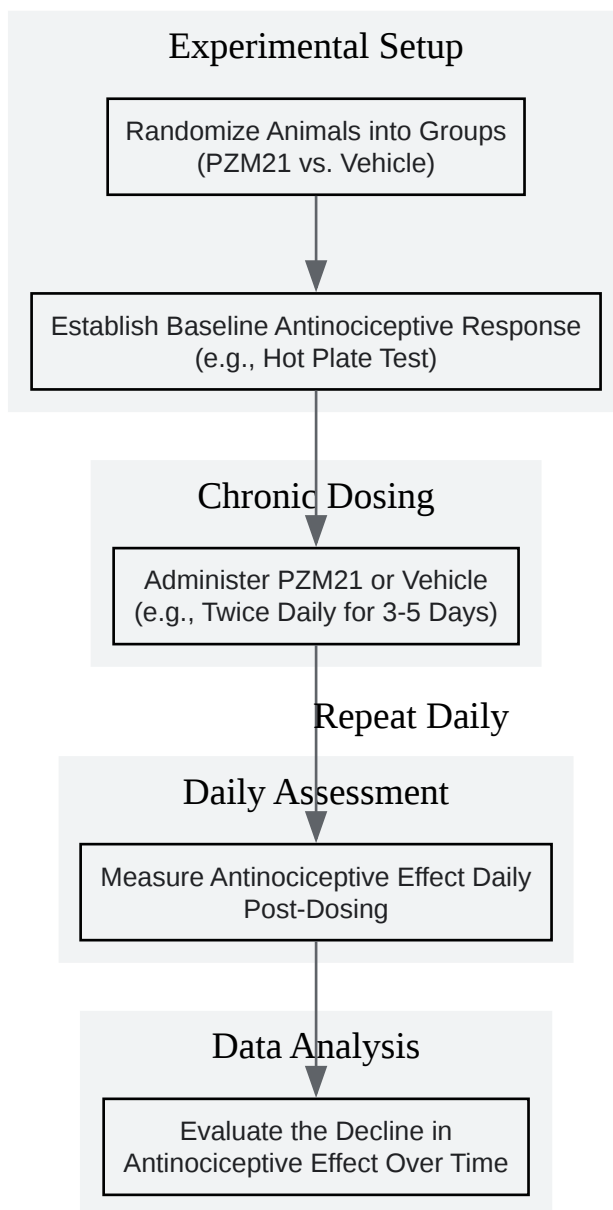 Experimental Setup
Randomize Animals into Groups
(PZM21 vs. Vehicle)
Establish Baseline Antinociceptive Response
(e.g., Hot Plate Test)
Chronic Dosing
Administer PZM21 or Vehicle
(e.g., Twice Daily for 3-5 Days)
Repeat Daily
Daily Assessment
Measure Antinociceptive Effect Daily
Post-Dosing
Data Analysis
Evaluate the Decline in
Antinociceptive Effect Over Time